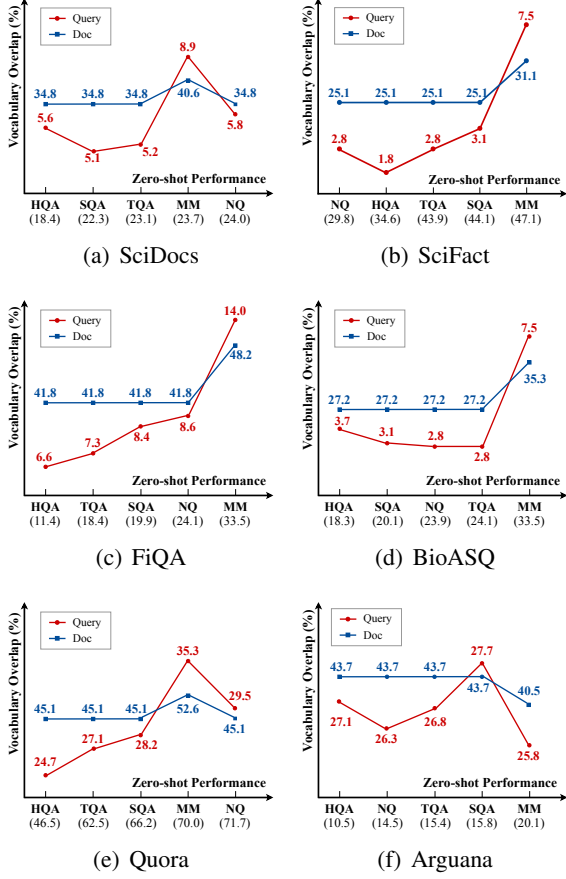 Vocabulary Overlap (%)
Query
Doc
8.9
34.8 34.8 34.8 40.6 34.8
5.6 5.1 5.2 5.8
Zero-shot Performance
HQA SQA TQA MM NQ
(18.4) (22.3) (23.1) (23.7) (24.0)
(a) SciDocs
Vocabulary Overlap (%)
Query
Doc
7.5
25.1 25.1 25.1 25.1 31.1
2.8 1.8 2.8 3.1
Zero-shot Performance
NQ HQA TQA SQA MM
(29.8) (34.6) (43.9) (44.1) (47.1)
(b) SciFact
Vocabulary Overlap (%)
Query
Doc
14.0
41.8 41.8 41.8 41.8 48.2
6.6 7.3 8.4 8.6
Zero-shot Performance
HQA TQA SQA NQ MM
(11.4) (18.4) (19.9) (24.1) (33.5)
(c) FiQA
Vocabulary Overlap (%)
Query
Doc
7.5
27.2 27.2 27.2 27.2 35.3
3.7 3.1 2.8 2.8
Zero-shot Performance
HQA SQA NQ TQA MM
(18.3) (20.1) (23.9) (24.1) (33.5)
(d) BioASQ
Vocabulary Overlap (%)
Query
Doc
35.3
45.1 45.1 45.1 52.6 45.1
24.7 27.1 28.2 29.5
Zero-shot Performance
HQA TQA SQA MM NQ
(46.5) (62.5) (66.2) (70.0) (71.7)
(e) Quora
Vocabulary Overlap (%)
Query
Doc
27.7
43.7 43.7 43.7 43.7 40.5
27.1 26.3 26.8 25.8
Zero-shot Performance
HQA NQ TQA SQA MM
(10.5) (14.5) (15.4) (15.8) (20.1)
(f) Arguana